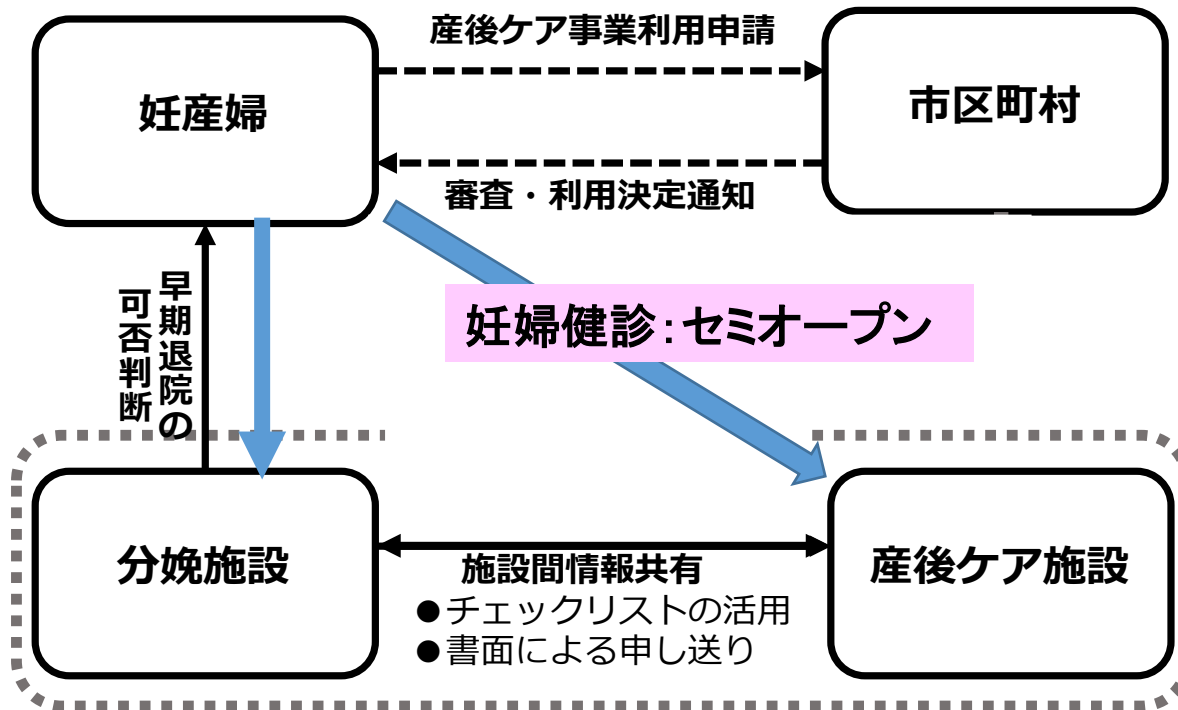 産後ケア事業利用申請
妊産婦
市区町村
審査・利用決定通知
早期退院の
可否判断
妊婦健診：セミオープン
分娩施設
施設間情報共有
●チェックリストの活用
●書面による申し送り
産後ケア施設